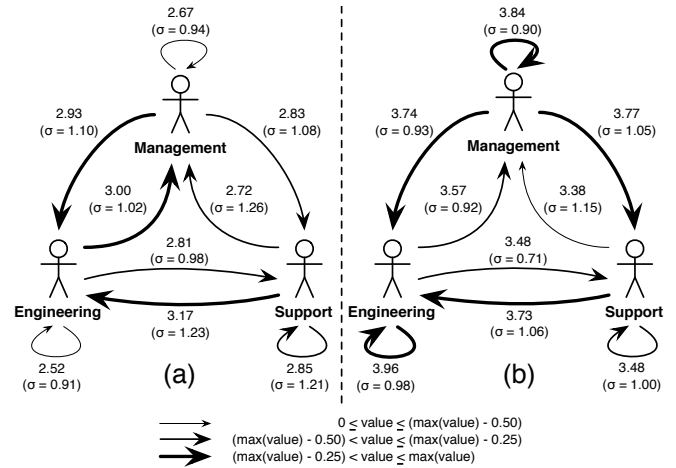 2.67
(σ = 0.94)
2.93
(σ = 1.10)
2.83
(σ = 1.08)
Management
3.00
(σ = 1.02)
2.72
(σ = 1.26)
2.81
(σ = 0.98)
Engineering
Support
3.17
(σ = 1.23)
2.52
(σ = 0.91)
2.85
(σ = 1.21)
(a)
3.84
(σ = 0.90)
3.74
(σ = 0.93)
3.77
(σ = 1.05)
Management
3.57
(σ = 0.92)
3.38
(σ = 1.15)
3.48
(σ = 0.71)
Engineering
Support
3.73
(σ = 1.06)
3.96
(σ = 0.98)
3.48
(σ = 1.00)
(b)
0 ≤ value ≤ (max(value) - 0.50)
(max(value) - 0.50) < value ≤ (max(value) - 0.25)
(max(value) - 0.25) < value ≤ max(value)